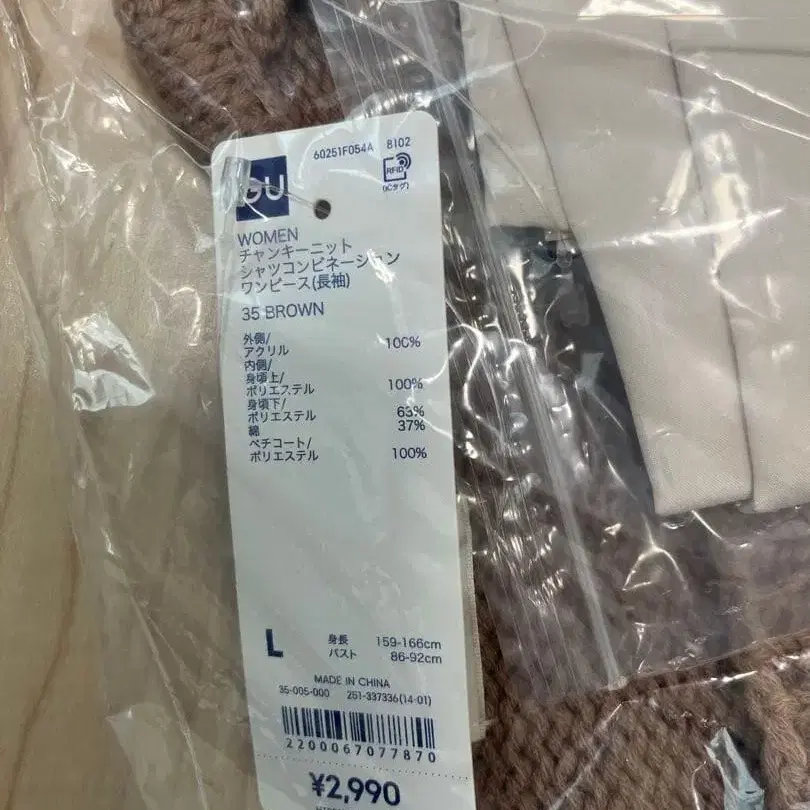 60251F054A 8102
RFID
(ICタグ)
GU
WOMEN
チャンキーニット
シャツコンビネーション
ワンピース(長袖)
35 BROWN
外側/
アクリル 100%
内側/
身頃上/
ポリエステル 100%
身頃下/
ポリエステル 63%
綿 37%
ペチコート/
ポリエステル 100%
L 身長 159-166cm
バスト 86-92cm
MADE IN CHINA
35-005-000 251-337336(14-01)
2200067077870
¥2,990